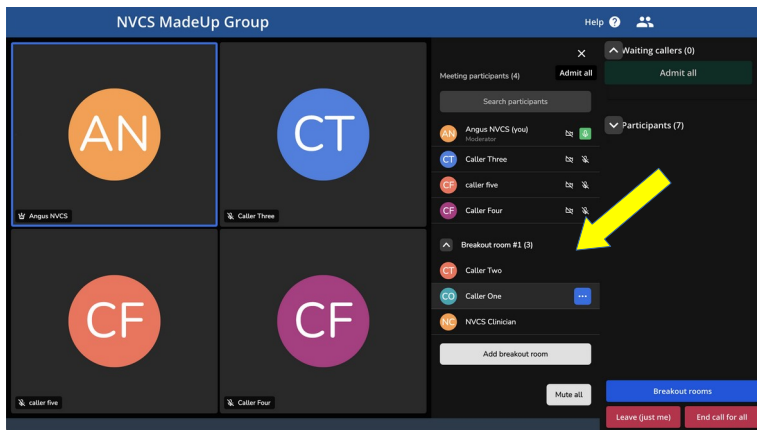 NVCS MadeUp Group
Help ?
AN
Angus NVCS
CT
Caller Three
CF
caller five
CF
Caller Four
×
Meeting participants (4)
Admit all
Search participants
AN
Angus NVCS (you)
Moderator
CT
Caller Three
CF
caller five
CF
Caller Four
Breakout room #1 (3)
CT
Caller Two
CO
Caller One
...
NC
NVCS Clinician
Add breakout room
Mute all
Waiting callers (0)
Admit all
Participants (7)
Breakout rooms
Leave (just me)
End call for all